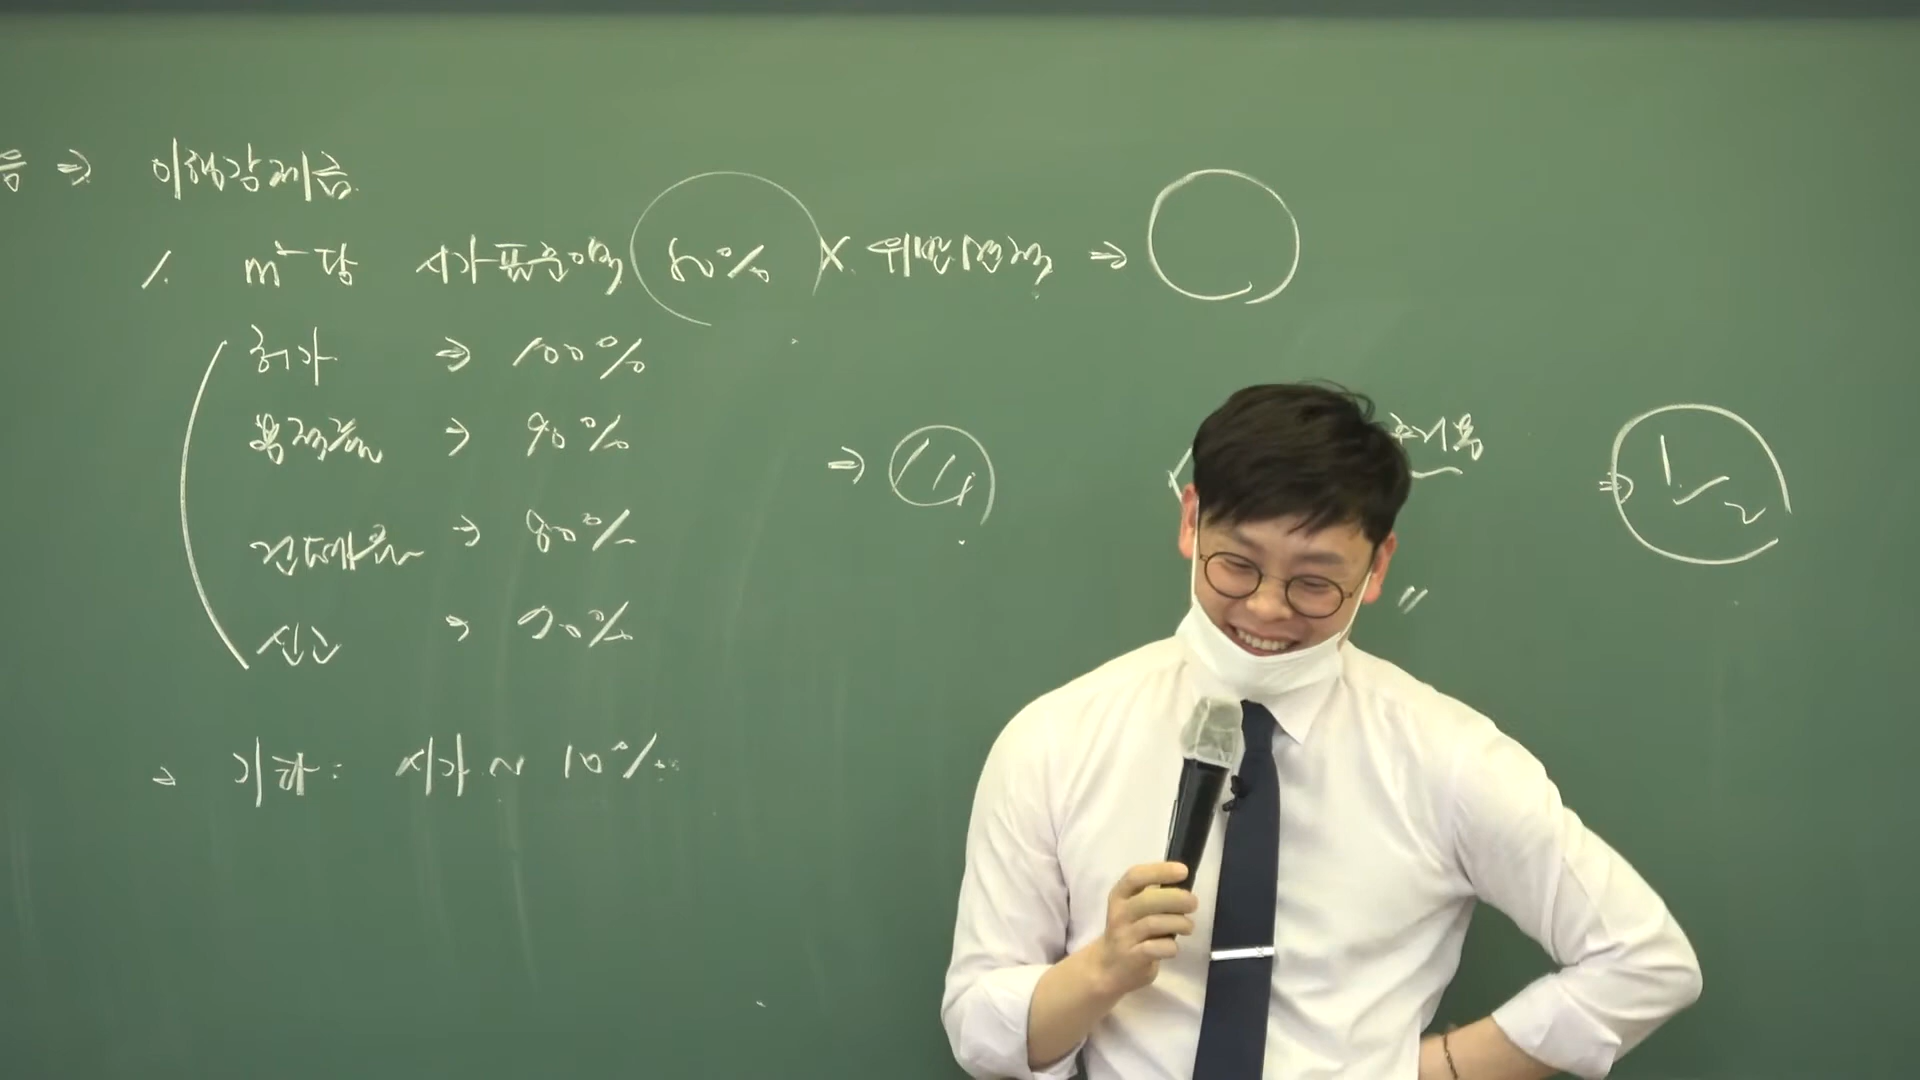 ⇒ 이행강제금
1. m²당 시가표준액 50% X 위반면적 ⇒
허가 → 100%
용적률 → 90%
건폐율 → 80%
신고 → 70%
→ 기타: 시가 ~ 10%
⇒
⇒ 1/2
〃